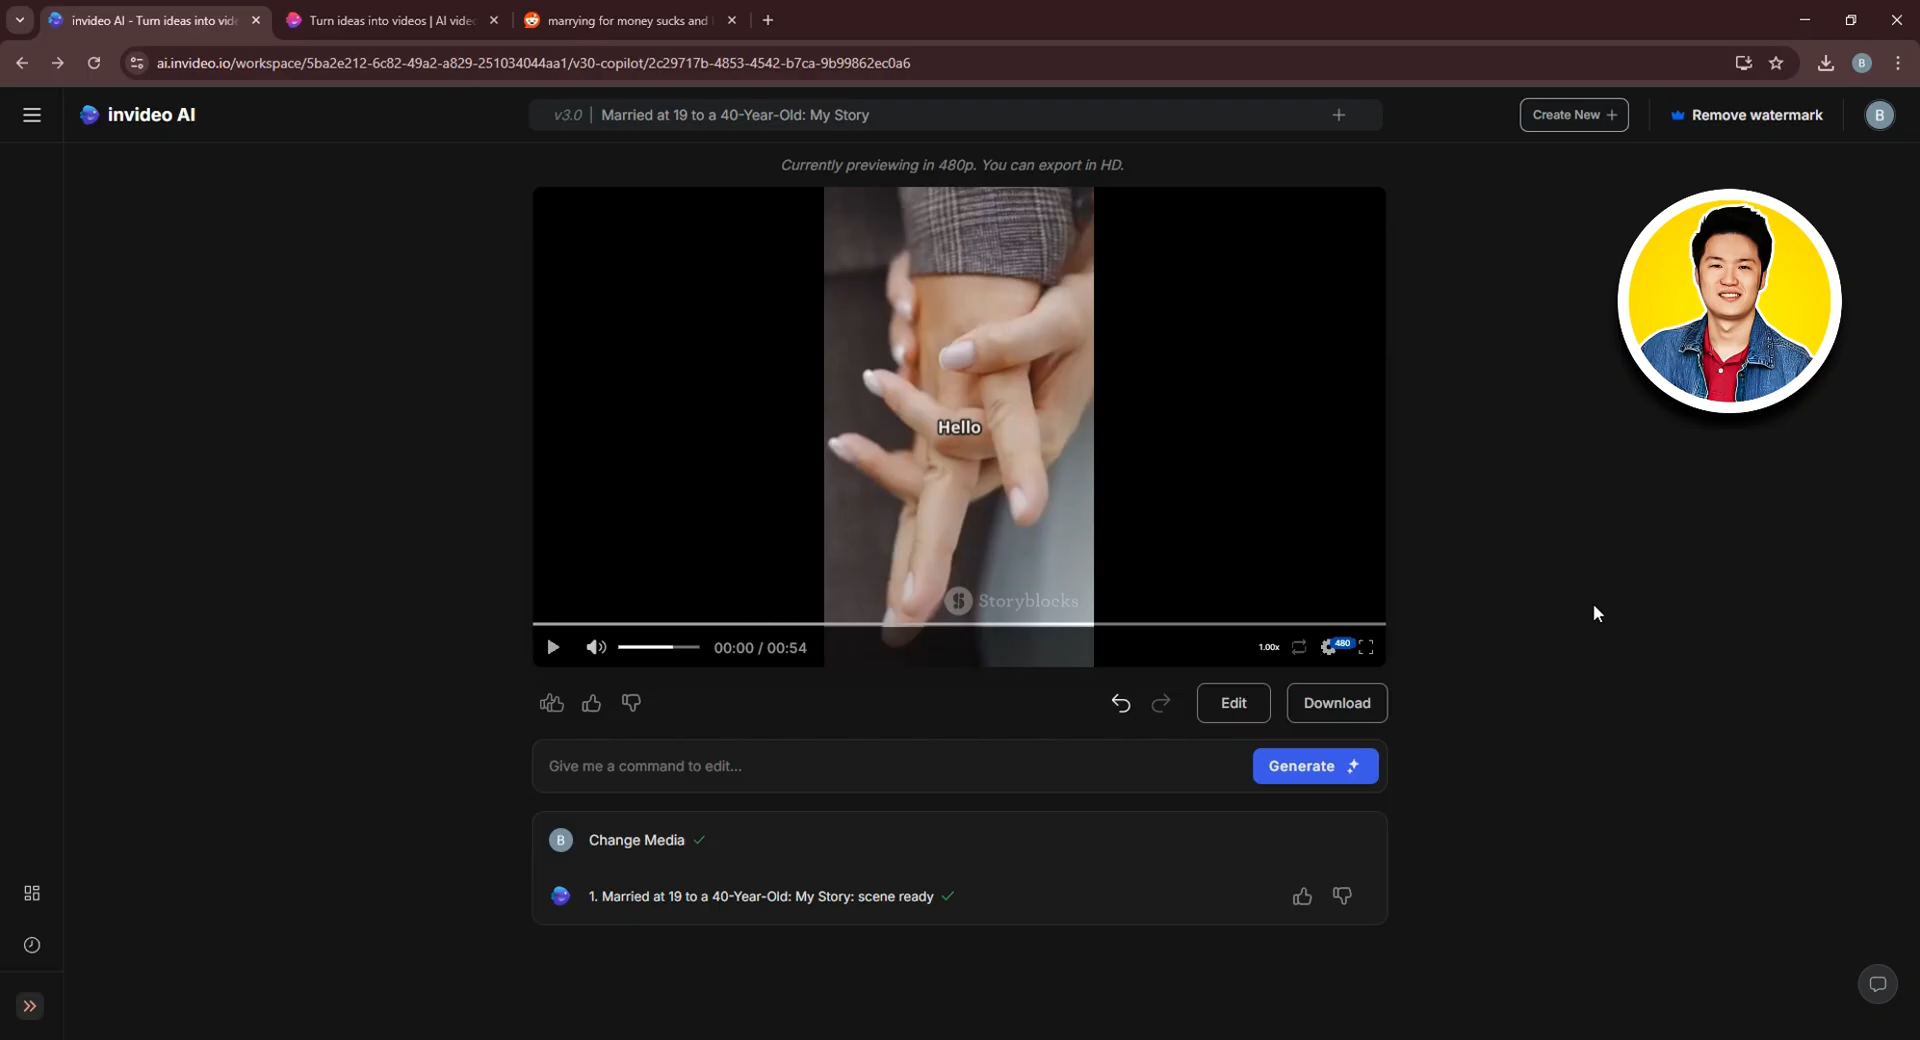 invideo AI - Turn ideas into vid
Turn ideas into videos | AI vide
marrying for money sucks and
ai.invideo.io/workspace/5ba2e212-6c82-49a2-a829-251034044aa1/v30-copilot/2c29717b-4853-4542-b7ca-9b99862ec0a6
B
invideo AI
v3.0 | Married at 19 to a 40-Year-Old: My Story
Create New +
Remove watermark
B
Currently previewing in 480p. You can export in HD.
Hello
Storyblocks
00:00 / 00:54
1.00x
480
Edit
Download
Give me a command to edit...
Generate
B
Change Media
1. Married at 19 to a 40-Year-Old: My Story: scene ready